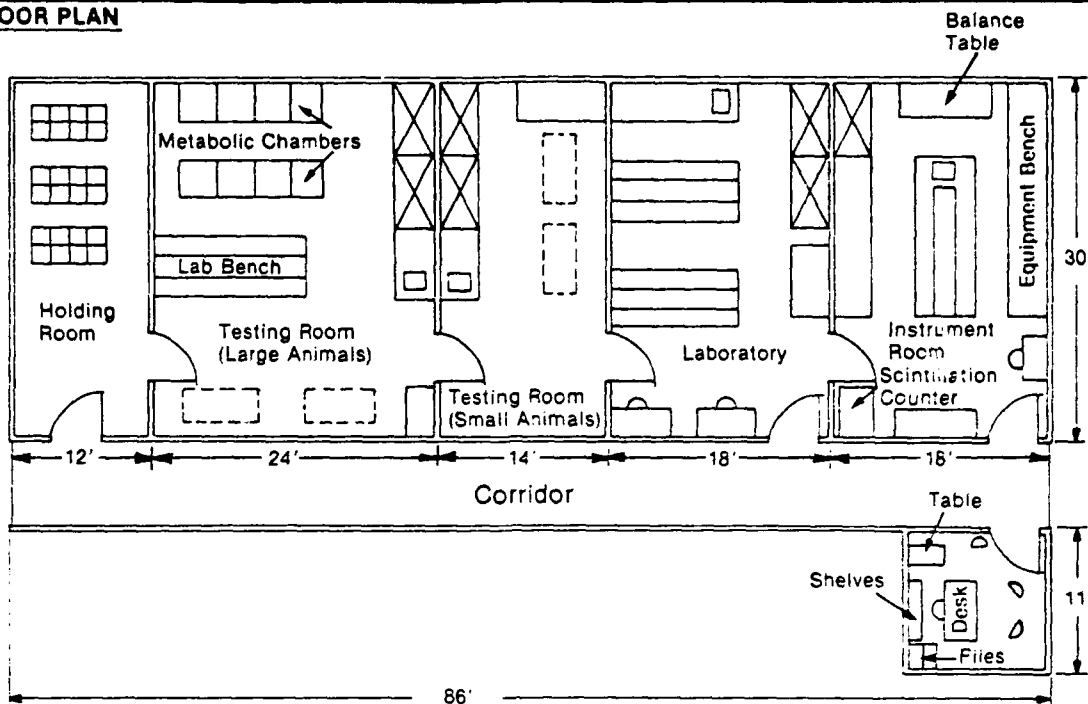 OOR PLAN
Balance
Table
Metabolic Chambers
Equipment Bench
30
Lab Bench
Holding
Room
Testing Room
(Large Animals)
Laboratory
Instrument
Room
Scintillation
Counter
Testing Room
(Small Animals)
12'
24'
14'
18'
18'
Corridor
Table
Shelves
Desk
11
Files
86'